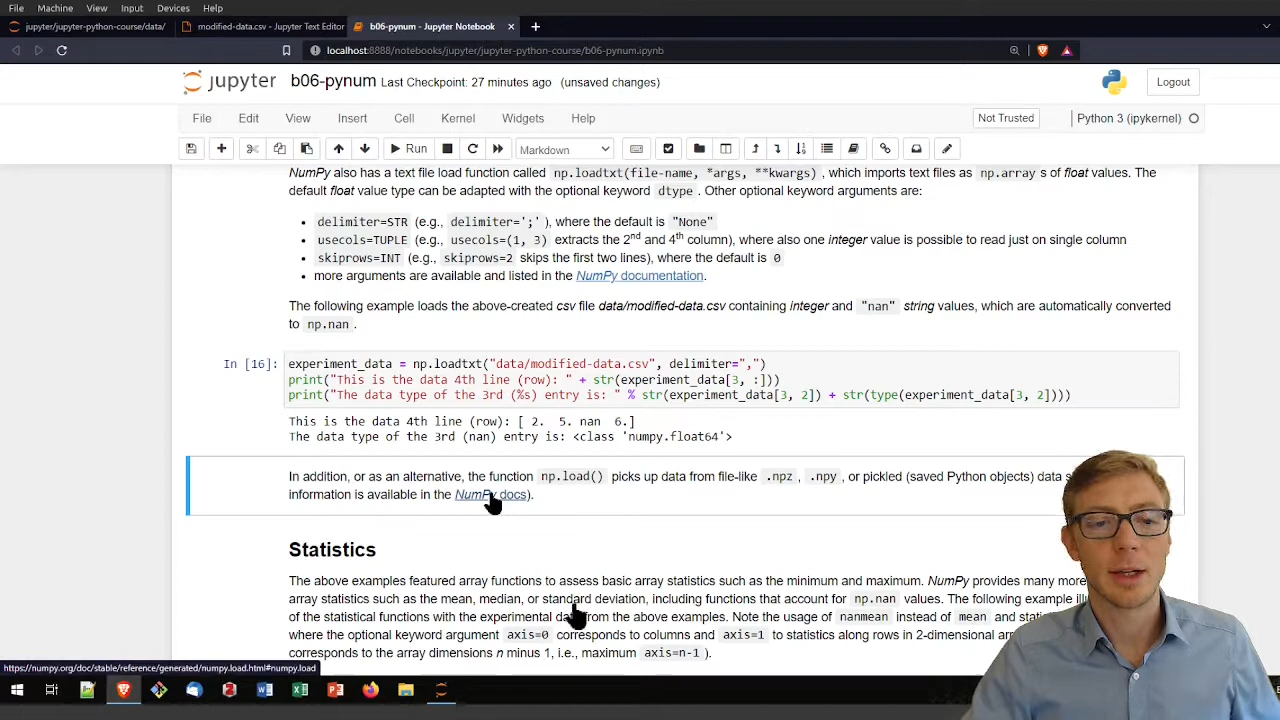 File Machine View Input Devices Help
jupyter/jupyter-python-course/data/ modified-data.csv - Jupyter Text Editor b06-pynum - Jupyter Notebook
localhost:8888/notebooks/jupyter/jupyter-python-course/b06-pynum.ipynb
jupyter b06-pynum Last Checkpoint: 27 minutes ago (unsaved changes) Logout
File Edit View Insert Cell Kernel Widgets Help Not Trusted Python 3 (ipykernel)
Run Markdown
NumPy also has a text file load function called np.loadtxt(file-name, *args, **kwargs), which imports text files as np.array s of float values. The
default float value type can be adapted with the optional keyword dtype. Other optional keyword arguments are:
• delimiter=STR (e.g., delimiter=';'), where the default is "None"
• usecols=TUPLE (e.g., usecols=(1, 3) extracts the 2nd and 4th column), where also one integer value is possible to read just on single column
• skiprows=INT (e.g., skiprows=2 skips the first two lines), where the default is 0
• more arguments are available and listed in the NumPy documentation.
The following example loads the above-created csv file data/modified-data.csv containing integer and "nan" string values, which are automatically converted
to np.nan.
In [16]: experiment_data = np.loadtxt("data/modified-data.csv", delimiter=",")
print("This is the data 4th line (row): " + str(experiment_data[3, :]))
print("The data type of the 3rd (%s) entry is: " % str(experiment_data[3, 2]) + str(type(experiment_data[3, 2])))
This is the data 4th line (row): [ 2. 5. nan 6.]
The data type of the 3rd (nan) entry is: <class 'numpy.float64'>
In addition, or as an alternative, the function np.load() picks up data from file-like .npz, .npy, or pickled (saved Python objects) data
information is available in the NumPy docs).
Statistics
The above examples featured array functions to assess basic array statistics such as the minimum and maximum. NumPy provides many more
array statistics such as the mean, median, or standard deviation, including functions that account for np.nan values. The following example
of the statistical functions with the experimental data from the above examples. Note the usage of nanmean instead of mean and
where the optional keyword argument axis=0 corresponds to columns and axis=1 to statistics along rows in 2-dimensional
corresponds to the array dimensions n minus 1, i.e., maximum axis=n-1).
https://numpy.org/doc/stable/reference/generated/numpy.load.html#numpy.load